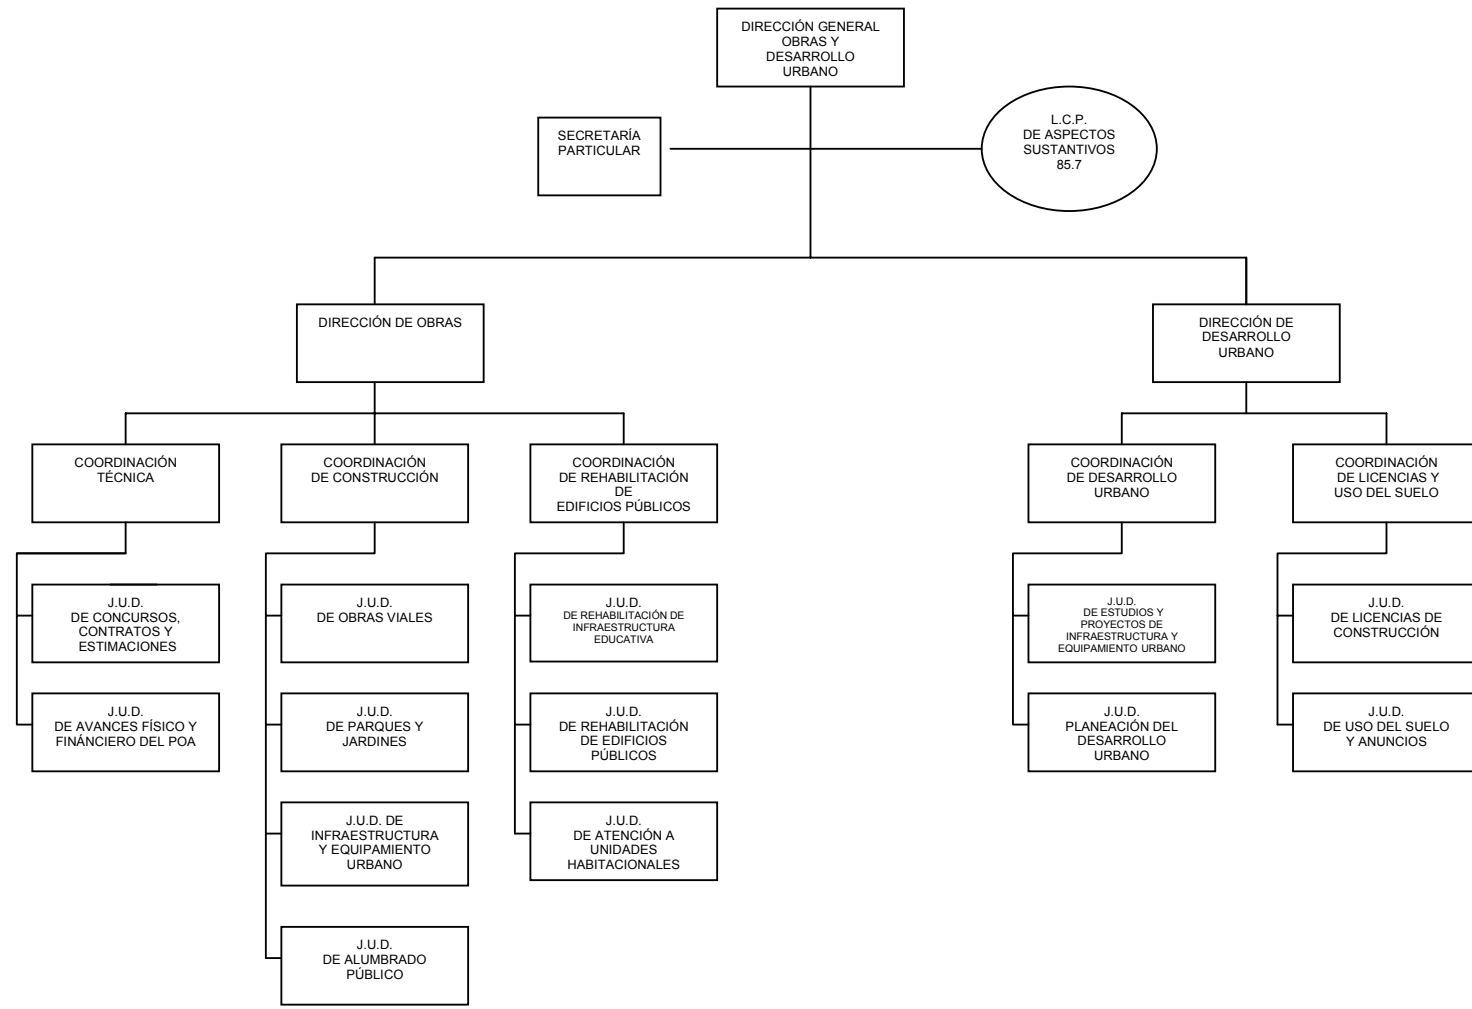 DIRECCIÓN GENERAL
OBRAS Y
DESARROLLO
URBANO
SECRETARÍA
PARTICULAR
L.C.P.
DE ASPECTOS
SUSTANTIVOS
85.7
DIRECCIÓN DE OBRAS
DIRECCIÓN DE
DESARROLLO
URBANO
COORDINACIÓN
TÉCNICA
COORDINACIÓN
DE CONSTRUCCIÓN
COORDINACIÓN
DE REHABILITACIÓN
DE
EDIFICIOS PÚBLICOS
COORDINACIÓN
DE DESARROLLO
URBANO
COORDINACIÓN
DE LICENCIAS Y
USO DEL SUELO
J.U.D.
DE CONCURSOS,
CONTRATOS Y
ESTIMACIONES
J.U.D.
DE OBRAS VIALES
J.U.D.
DE REHABILITACIÓN DE
INFRAESTRUCTURA
EDUCATIVA
J.U.D.
DE ESTUDIOS Y
PROYECTOS DE
INFRAESTRUCTURA Y
EQUIPAMIENTO URBANO
J.U.D.
DE LICENCIAS DE
CONSTRUCCIÓN
J.U.D.
DE AVANCES FÍSICO Y
FINÁNCIERO DEL POA
J.U.D.
DE PARQUES Y
JARDINES
J.U.D.
DE REHABILITACIÓN
DE EDIFICIOS
PÚBLICOS
J.U.D.
PLANEACIÓN DEL
DESARROLLO
URBANO
J.U.D.
DE USO DEL SUELO
Y ANUNCIOS
J.U.D. DE
INFRAESTRUCTURA
Y EQUIPAMIENTO
URBANO
J.U.D.
DE ATENCIÓN A
UNIDADES
HABITACIONALES
J.U.D.
DE ALUMBRADO
PÚBLICO